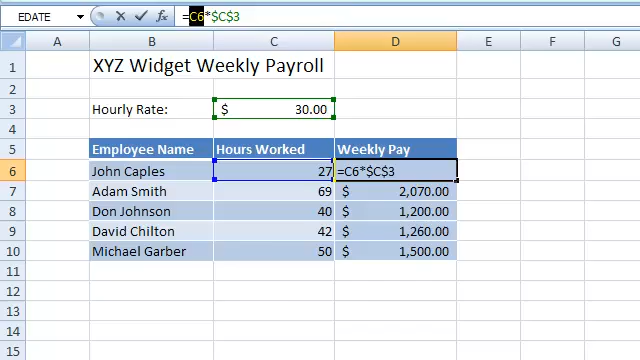 EDATE fx =C6*$C$3
A B C D E F G
1 XYZ Widget Weekly Payroll
2
3 Hourly Rate: $ 30.00
4
5 Employee Name Hours Worked Weekly Pay
6 John Caples 27 =C6*$C$3
7 Adam Smith 69 $ 2,070.00
8 Don Johnson 40 $ 1,200.00
9 David Chilton 42 $ 1,260.00
10 Michael Garber 50 $ 1,500.00
11
12
13
14
15